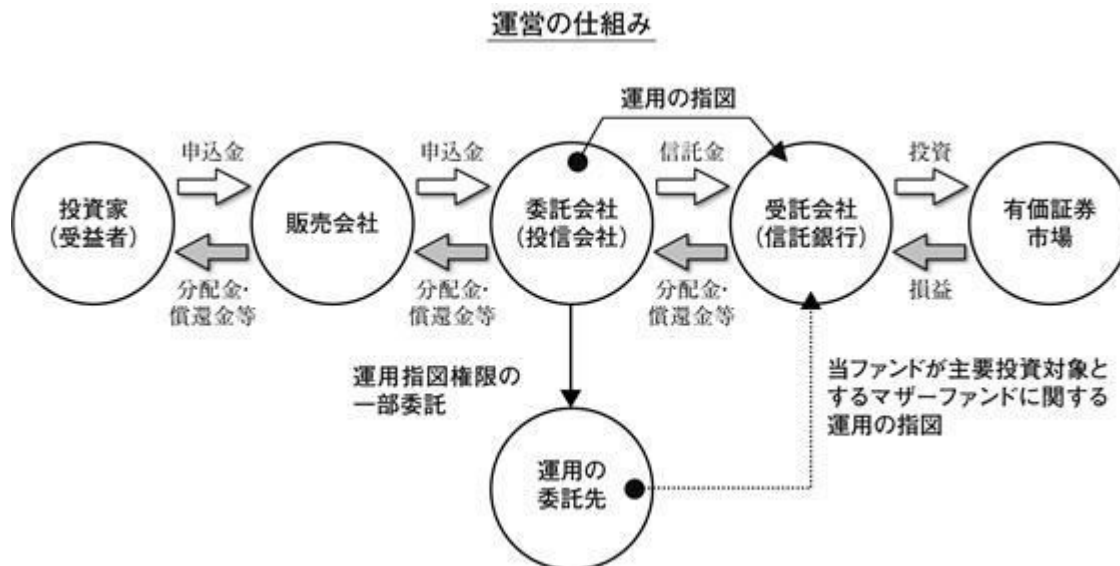 運営の仕組み
運用の指図
申込金
申込金
信託金
投資
投資家
(受益者)
販売会社
委託会社
(投信会社)
受託会社
(信託銀行)
有価証券
市場
分配金・
償還金等
分配金・
償還金等
分配金・
償還金等
損益
運用指図権限の
一部委託
当ファンドが主要投資対象と
するマザーファンドに関する
運用の指図
運用の
委託先